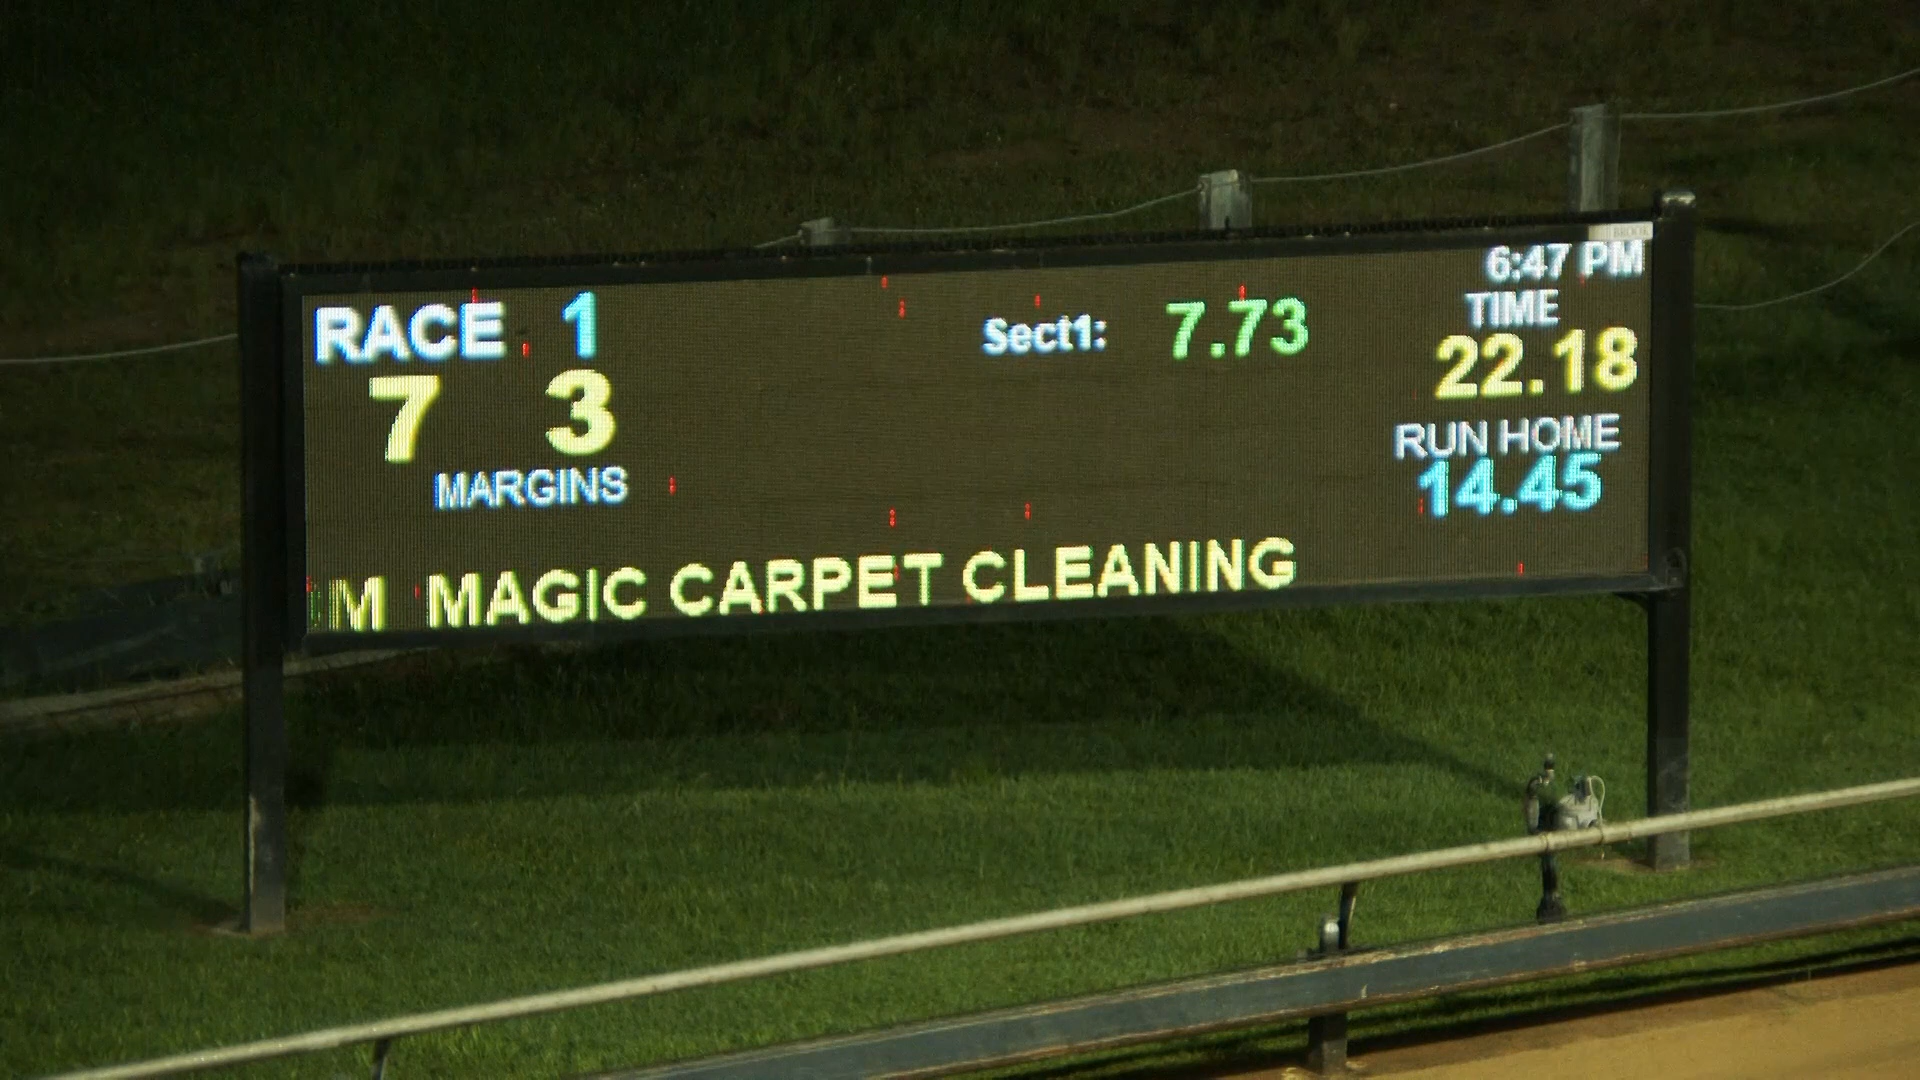 6:47 PM
RACE 1 Sect1: 7.73 TIME
22.18
7 3
RUN HOME
MARGINS 14.45
M MAGIC CARPET CLEANING